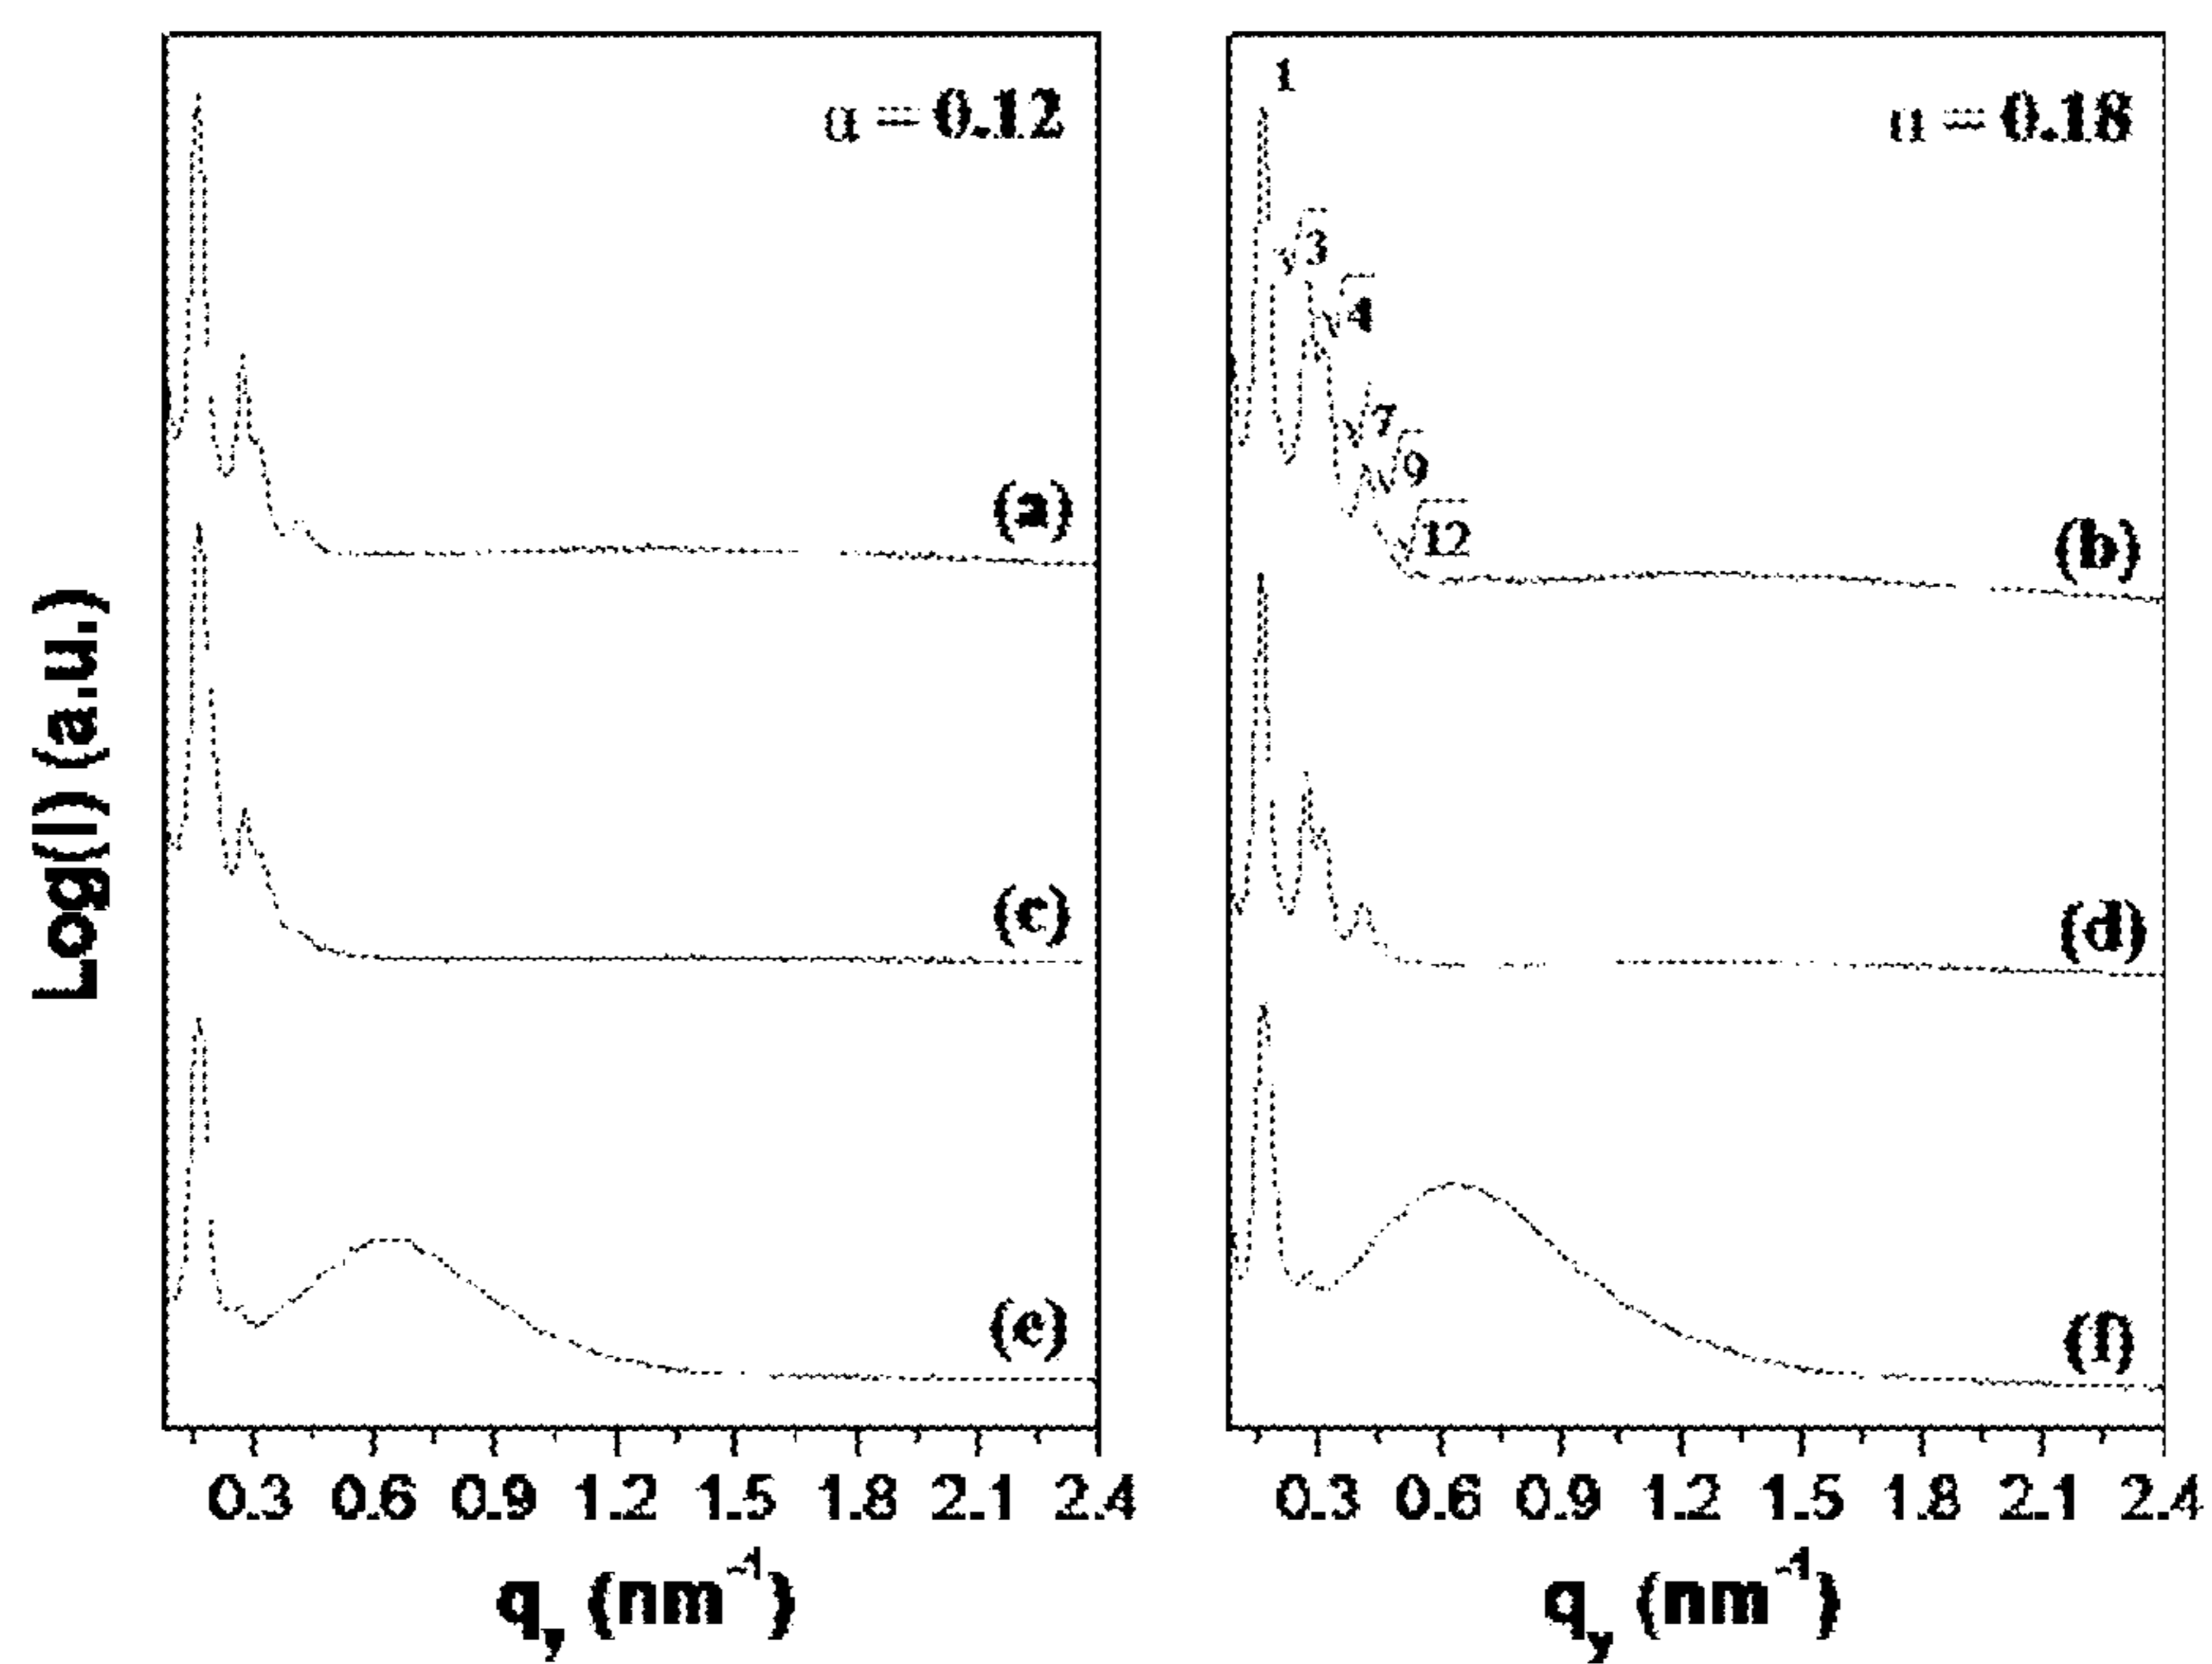 α = 0.12
(a)
(c)
(e)
0.3 0.6 0.9 1.2 1.5 1.8 2.1 2.4
q_y (nm⁻¹)
Log(I) (a.u.)
α = 0.18
1
√3
√4
√7
√9
√12
(b)
(d)
(f)
0.3 0.6 0.9 1.2 1.5 1.8 2.1 2.4
q_y (nm⁻¹)